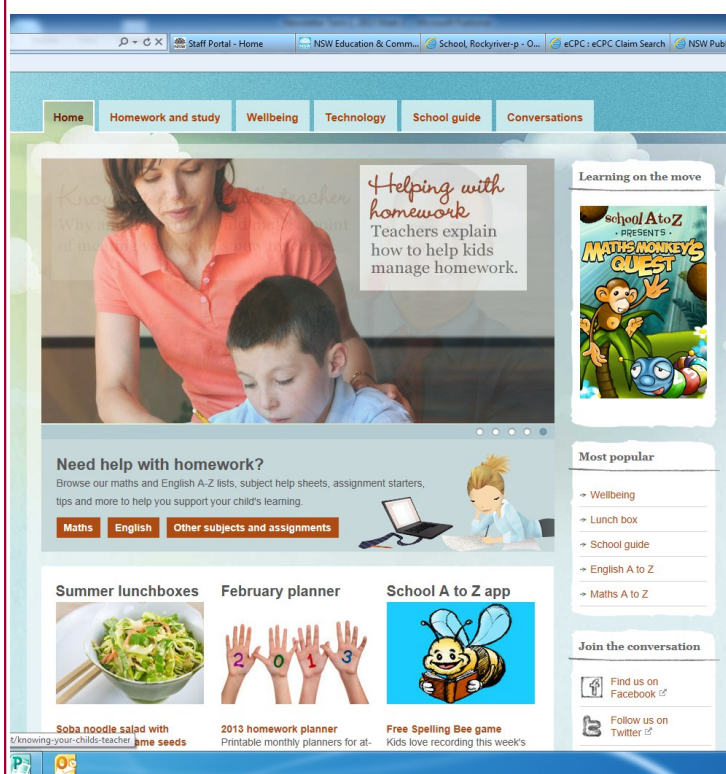 Staff Portal - Home
NSW Education & Comm...
School, Rockyriver-p - O...
eCPC : eCPC Claim Search
NSW Publ
Home
Homework and study
Wellbeing
Technology
School guide
Conversations
Helping with
homework
Teachers explain
how to help kids
manage homework.
Learning on the move
school A to Z
· PRESENTS ·
MATHS MONKEY'S
QUEST
Need help with homework?
Browse our maths and English A-Z lists, subject help sheets, assignment starters,
tips and more to help you support your child's learning.
Maths
English
Other subjects and assignments
Most popular
Wellbeing
Lunch box
School guide
English A to Z
Maths A to Z
Summer lunchboxes
February planner
School A to Z app
2 0 1 3
Join the conversation
Find us on
Facebook
Follow us on
Twitter
Soba noodle salad with
ame seeds
t/knowing-your-childs-teacher
2013 homework planner
Printable monthly planners for at-
Free Spelling Bee game
Kids love recording this week's